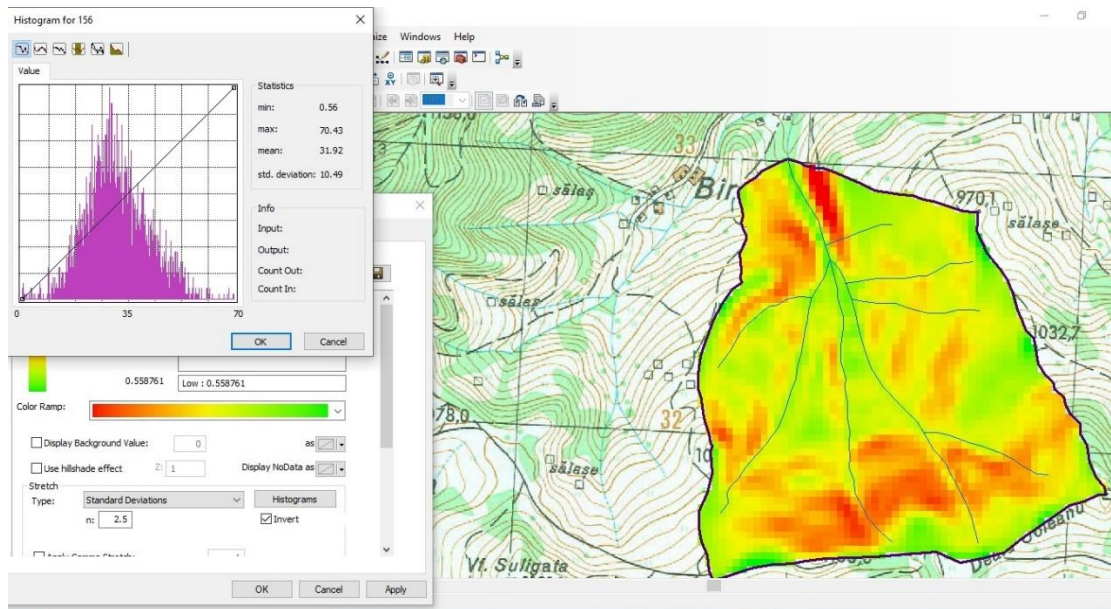 Histogram for 156
Value
Statistics
min: 0.56
max: 70.43
mean: 31.92
std. deviation: 10.49
Info
Input:
Output:
Count Out:
Count In:
0 35 70
OK Cancel
ize Windows Help
0.558761 Low : 0.558761
Color Ramp:
Display Background Value: 0 as
Use hillshade effect Z: 1 Display NoData as
Stretch
Type: Standard Deviations Histograms
n: 2.5 Invert
OK Cancel Apply
33
sălaș
Bir
970,1
sălașe
sălaș
1032,7
78,0
32
10
sălașe
Vf. Suligata